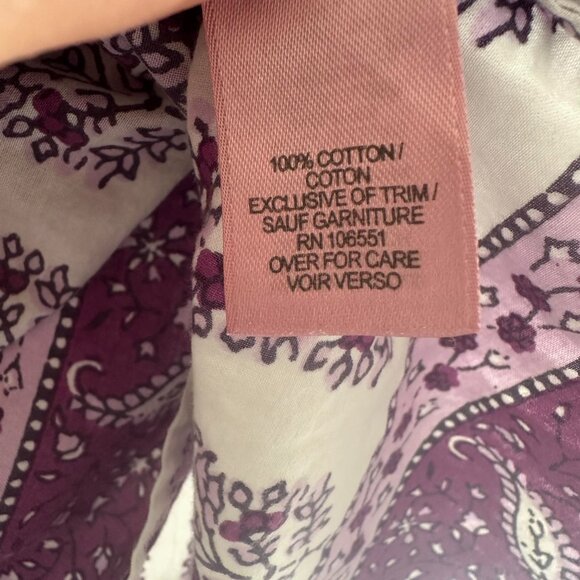 100% COTTON /
COTON
EXCLUSIVE OF TRIM /
SAUF GARNITURE
RN 106551
OVER FOR CARE
VOIR VERSO